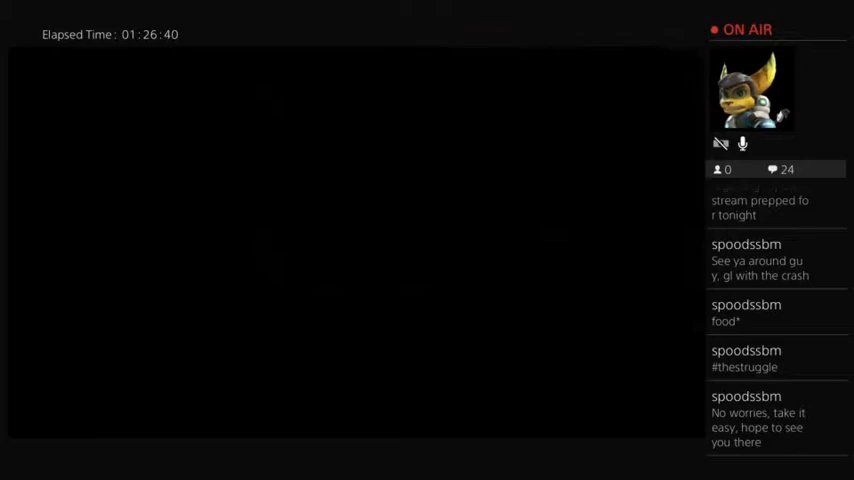 Elapsed Time: 01:26:40
ON AIR
0 24
stream prepped fo
r tonight
spoodssbm
See ya around gu
y, gl with the crash
spoodssbm
food*
spoodssbm
#thestruggle
spoodssbm
No worries, take it
easy, hope to see
you there